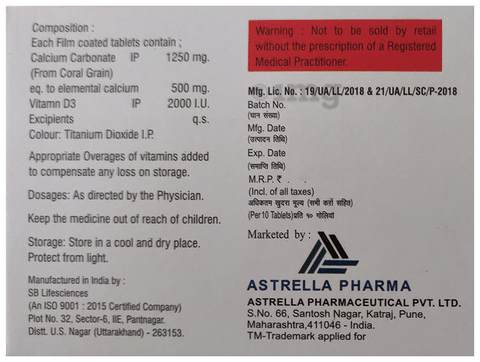 Composition :
Each Film coated tablets contain ;
Calcium Carbonate IP 1250 mg.
(From Coral Grain)
eq. to elemental calcium 500 mg.
Vitamn D3 IP 2000 I.U.
Excipients q.s.
Colour: Titanium Dioxide I.P.
Appropriate Overages of vitamins added
to compensate any loss on storage.
Dosages: As directed by the Physician.
Keep the medicine out of reach of children.
Storage: Store in a cool and dry place.
Protect from light.
Manufactured in India by :
SB Lifesciences
(An ISO 9001 : 2015 Certified Company)
Plot No. 32, Sector-6, IIE, Pantnagar.
Distt. U.S. Nagar (Uttarakhand) - 263153.
Warning : Not to be sold by retail
without the prescription of a Registered
Medical Practitioner.
Mfg. Lic. No. : 19/UA/LL/2018 & 21/UA/LL/SC/P-2018
Batch No.
(घान संख्या)
Mfg. Date
(उत्पादन तिथि)
Exp. Date
(समाप्ति तिथि)
M.R.P. ₹ .
(Incl. of all taxes)
अधिकतम खुदरा मूल्य (सभी करों सहित)
(Per 10 Tablets) प्रति १० गोलियां
Marketed by :
ASTRELLA PHARMA
ASTRELLA PHARMACEUTICAL PVT. LTD.
S.No. 66, Santosh Nagar, Katraj, Pune,
Maharashtra,411046 - India.
TM-Trademark applied for